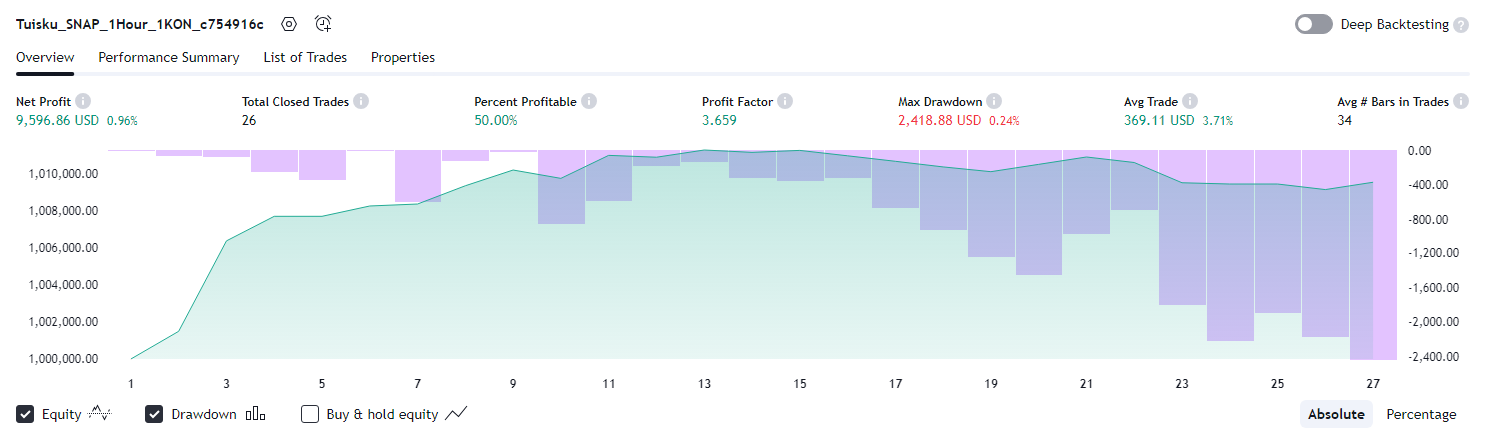 Tuisku_SNAP_1Hour_1KON_c754916c
Deep Backtesting ?
Overview Performance Summary List of Trades Properties
Net Profit i Total Closed Trades i Percent Profitable i Profit Factor i Max Drawdown i Avg Trade i Avg # Bars in Trades i
9,596.86 USD 0.96% 26 50.00% 3.659 2,418.88 USD 0.24% 369.11 USD 3.71% 34
0.00
1,010,000.00 -400.00
1,008,000.00 -800.00
1,006,000.00 -1,200.00
1,004,000.00 -1,600.00
1,002,000.00 -2,000.00
1,000,000.00 -2,400.00
1 3 5 7 9 11 13 15 17 19 21 23 25 27
Equity Drawdown Buy & hold equity Absolute Percentage